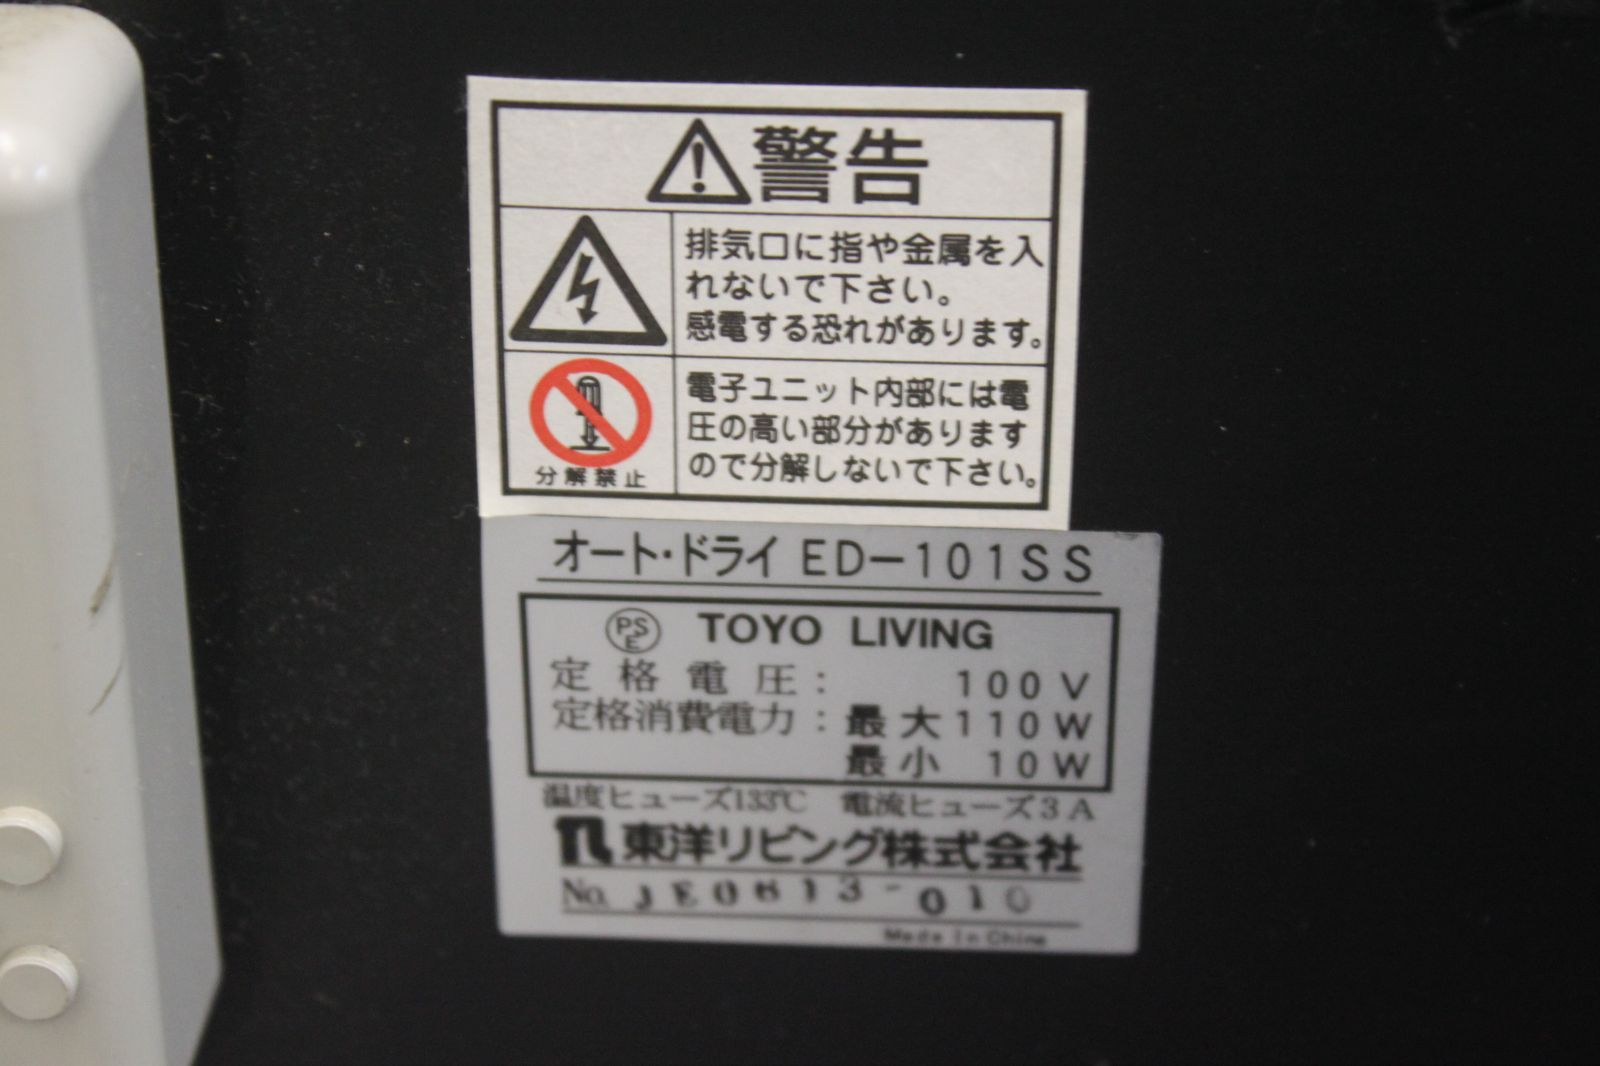 警告
排気口に指や金属を入
れないで下さい。
感電する恐れがあります。
電子ユニット内部には電
圧の高い部分があります
ので分解しないで下さい。
分解禁止
オート・ドライ ED-101SS
PSE TOYO LIVING
定格電圧： 100V
定格消費電力：最大110W
最小 10W
温度ヒューズ133℃ 電流ヒューズ3A
東洋リビング株式会社
No. JE0613-010
Made In China